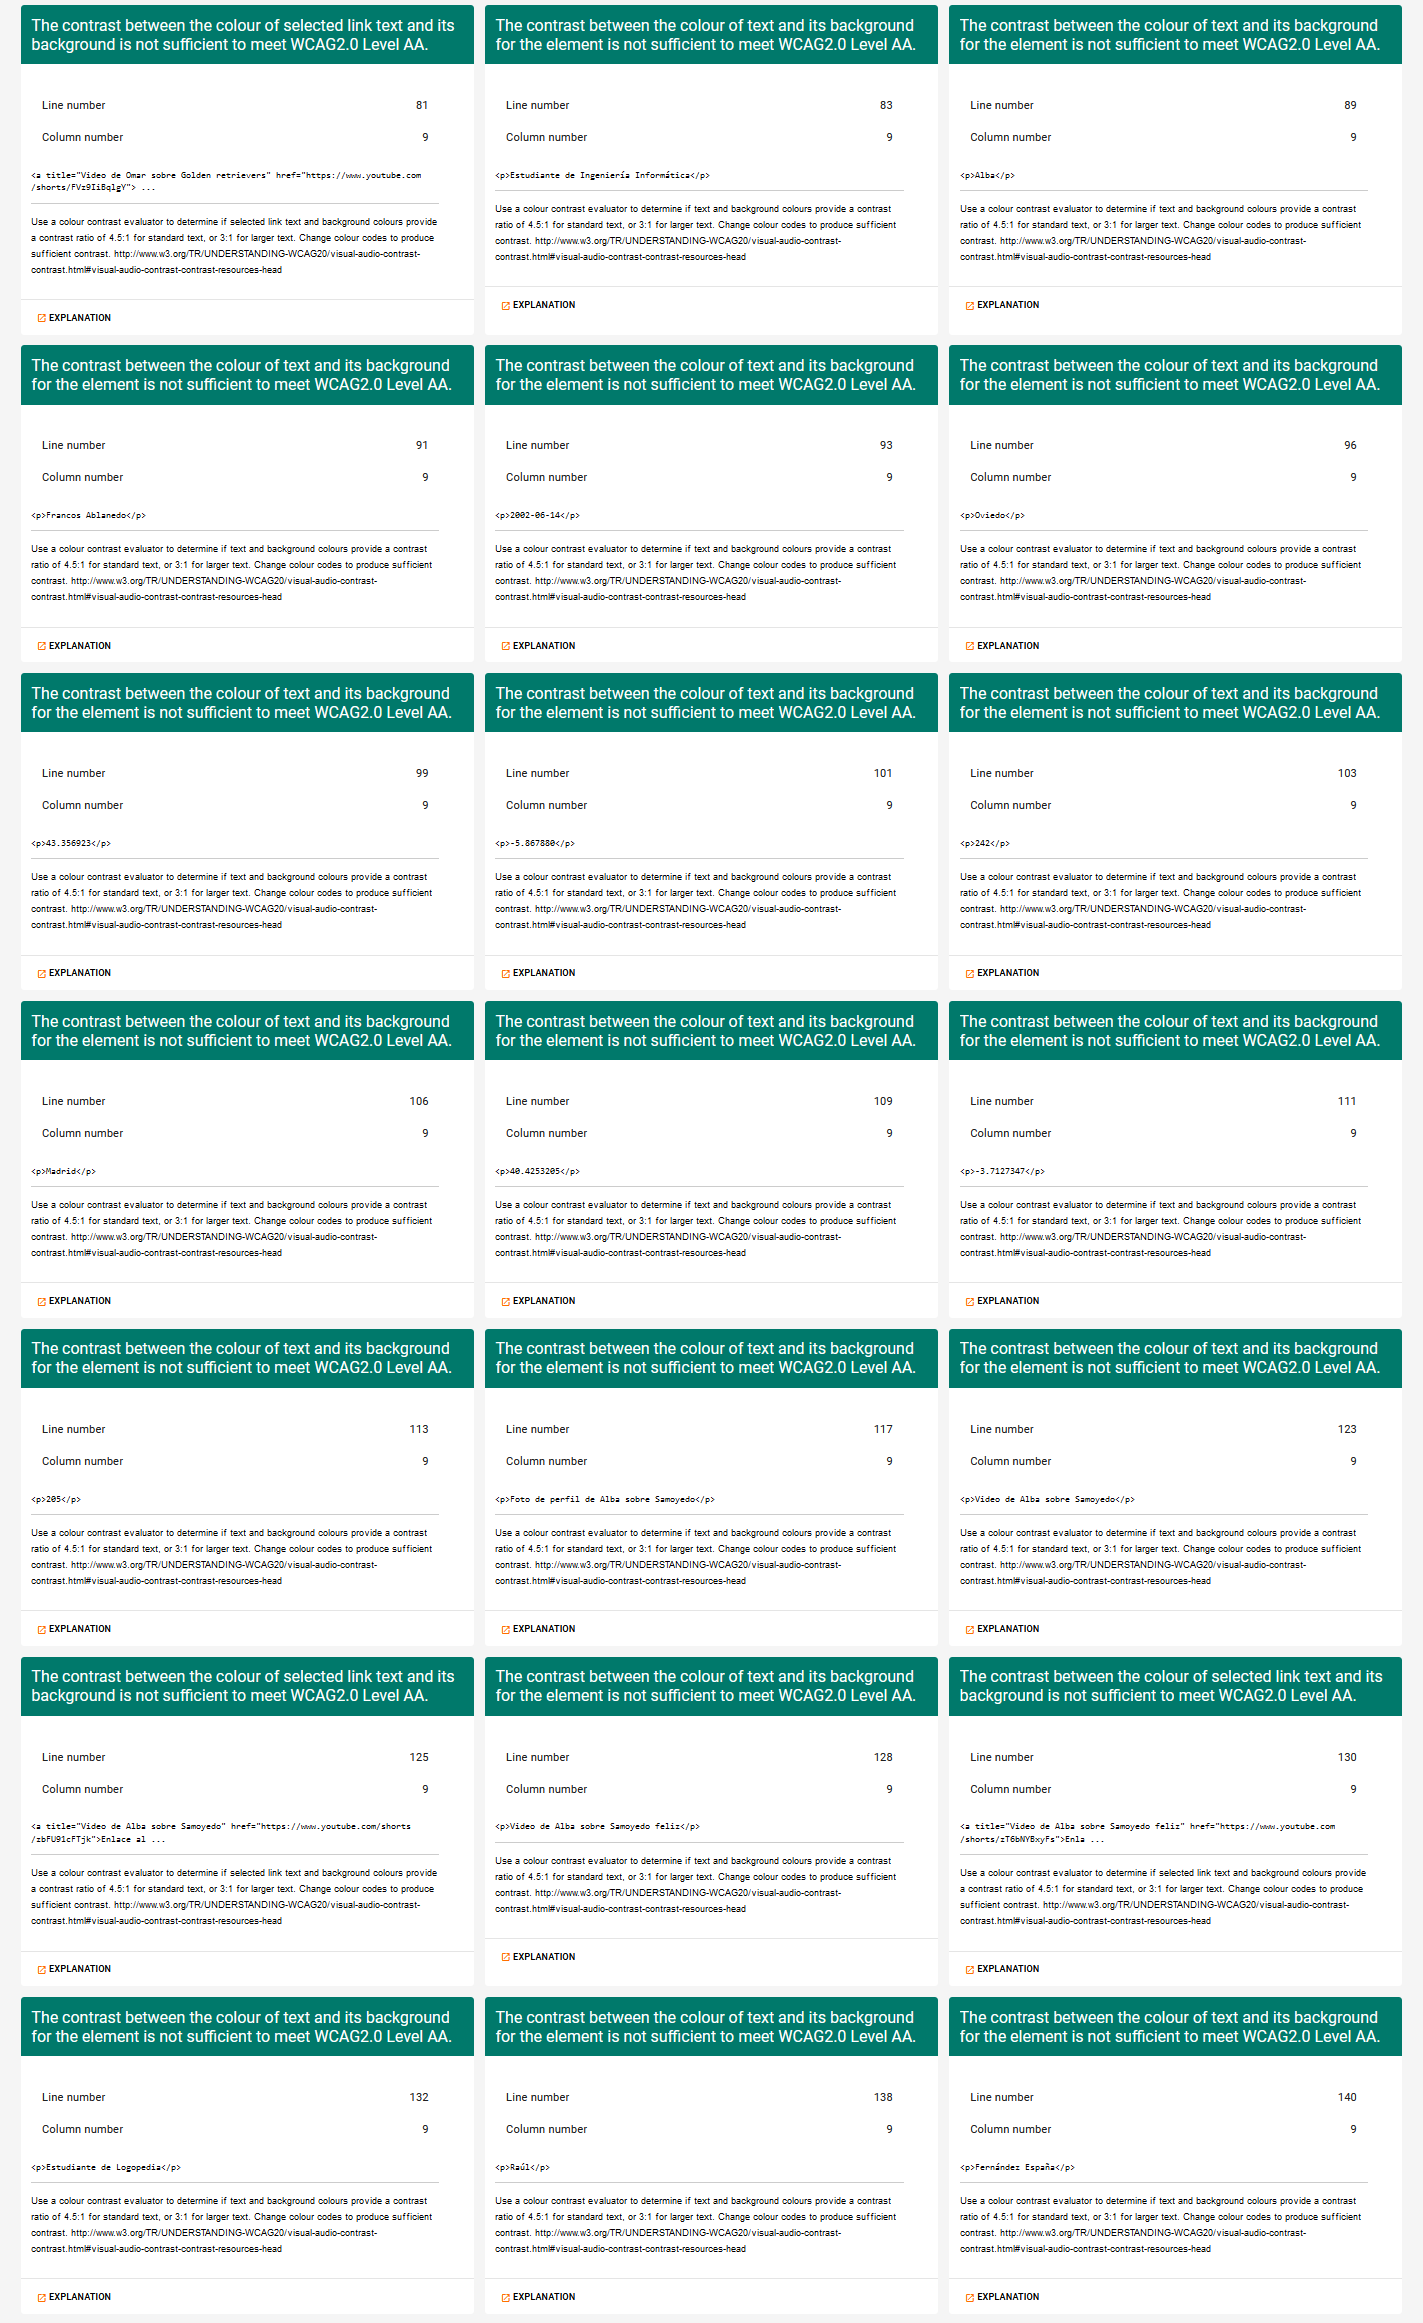 The contrast between the colour of selected link text and its
background is not sufficient to meet WCAG2.0 Level AA.
Line number 81
Column number 9
<a title="Video de Omar sobre Golden retrievers" href="https://www.youtube.com
/shorts/FVz9IiBqlgY"> ...
Use a colour contrast evaluator to determine if selected link text and background colours provide
a contrast ratio of 4.5:1 for standard text, or 3:1 for larger text. Change colour codes to produce
sufficient contrast. http://www.w3.org/TR/UNDERSTANDING-WCAG20/visual-audio-contrast-
contrast.html#visual-audio-contrast-contrast-resources-head
EXPLANATION
The contrast between the colour of text and its background
for the element is not sufficient to meet WCAG2.0 Level AA.
Line number 83
Column number 9
<p>Estudiante de Ingeniería Informática</p>
Use a colour contrast evaluator to determine if text and background colours provide a contrast
ratio of 4.5:1 for standard text, or 3:1 for larger text. Change colour codes to produce sufficient
contrast. http://www.w3.org/TR/UNDERSTANDING-WCAG20/visual-audio-contrast-
contrast.html#visual-audio-contrast-contrast-resources-head
EXPLANATION
The contrast between the colour of text and its background
for the element is not sufficient to meet WCAG2.0 Level AA.
Line number 89
Column number 9
<p>Alba</p>
Use a colour contrast evaluator to determine if text and background colours provide a contrast
ratio of 4.5:1 for standard text, or 3:1 for larger text. Change colour codes to produce sufficient
contrast. http://www.w3.org/TR/UNDERSTANDING-WCAG20/visual-audio-contrast-
contrast.html#visual-audio-contrast-contrast-resources-head
EXPLANATION
The contrast between the colour of text and its background
for the element is not sufficient to meet WCAG2.0 Level AA.
Line number 91
Column number 9
<p>Francos Ablanedo</p>
Use a colour contrast evaluator to determine if text and background colours provide a contrast
ratio of 4.5:1 for standard text, or 3:1 for larger text. Change colour codes to produce sufficient
contrast. http://www.w3.org/TR/UNDERSTANDING-WCAG20/visual-audio-contrast-
contrast.html#visual-audio-contrast-contrast-resources-head
EXPLANATION
The contrast between the colour of text and its background
for the element is not sufficient to meet WCAG2.0 Level AA.
Line number 93
Column number 9
<p>2002-06-14</p>
Use a colour contrast evaluator to determine if text and background colours provide a contrast
ratio of 4.5:1 for standard text, or 3:1 for larger text. Change colour codes to produce sufficient
contrast. http://www.w3.org/TR/UNDERSTANDING-WCAG20/visual-audio-contrast-
contrast.html#visual-audio-contrast-contrast-resources-head
EXPLANATION
The contrast between the colour of text and its background
for the element is not sufficient to meet WCAG2.0 Level AA.
Line number 96
Column number 9
<p>Oviedo</p>
Use a colour contrast evaluator to determine if text and background colours provide a contrast
ratio of 4.5:1 for standard text, or 3:1 for larger text. Change colour codes to produce sufficient
contrast. http://www.w3.org/TR/UNDERSTANDING-WCAG20/visual-audio-contrast-
contrast.html#visual-audio-contrast-contrast-resources-head
EXPLANATION
The contrast between the colour of text and its background
for the element is not sufficient to meet WCAG2.0 Level AA.
Line number 99
Column number 9
<p>43.356923</p>
Use a colour contrast evaluator to determine if text and background colours provide a contrast
ratio of 4.5:1 for standard text, or 3:1 for larger text. Change colour codes to produce sufficient
contrast. http://www.w3.org/TR/UNDERSTANDING-WCAG20/visual-audio-contrast-
contrast.html#visual-audio-contrast-contrast-resources-head
EXPLANATION
The contrast between the colour of text and its background
for the element is not sufficient to meet WCAG2.0 Level AA.
Line number 101
Column number 9
<p>-5.867880</p>
Use a colour contrast evaluator to determine if text and background colours provide a contrast
ratio of 4.5:1 for standard text, or 3:1 for larger text. Change colour codes to produce sufficient
contrast. http://www.w3.org/TR/UNDERSTANDING-WCAG20/visual-audio-contrast-
contrast.html#visual-audio-contrast-contrast-resources-head
EXPLANATION
The contrast between the colour of text and its background
for the element is not sufficient to meet WCAG2.0 Level AA.
Line number 103
Column number 9
<p>242</p>
Use a colour contrast evaluator to determine if text and background colours provide a contrast
ratio of 4.5:1 for standard text, or 3:1 for larger text. Change colour codes to produce sufficient
contrast. http://www.w3.org/TR/UNDERSTANDING-WCAG20/visual-audio-contrast-
contrast.html#visual-audio-contrast-contrast-resources-head
EXPLANATION
The contrast between the colour of text and its background
for the element is not sufficient to meet WCAG2.0 Level AA.
Line number 106
Column number 9
<p>Madrid</p>
Use a colour contrast evaluator to determine if text and background colours provide a contrast
ratio of 4.5:1 for standard text, or 3:1 for larger text. Change colour codes to produce sufficient
contrast. http://www.w3.org/TR/UNDERSTANDING-WCAG20/visual-audio-contrast-
contrast.html#visual-audio-contrast-contrast-resources-head
EXPLANATION
The contrast between the colour of text and its background
for the element is not sufficient to meet WCAG2.0 Level AA.
Line number 109
Column number 9
<p>40.4253205</p>
Use a colour contrast evaluator to determine if text and background colours provide a contrast
ratio of 4.5:1 for standard text, or 3:1 for larger text. Change colour codes to produce sufficient
contrast. http://www.w3.org/TR/UNDERSTANDING-WCAG20/visual-audio-contrast-
contrast.html#visual-audio-contrast-contrast-resources-head
EXPLANATION
The contrast between the colour of text and its background
for the element is not sufficient to meet WCAG2.0 Level AA.
Line number 111
Column number 9
<p>-3.7127347</p>
Use a colour contrast evaluator to determine if text and background colours provide a contrast
ratio of 4.5:1 for standard text, or 3:1 for larger text. Change colour codes to produce sufficient
contrast. http://www.w3.org/TR/UNDERSTANDING-WCAG20/visual-audio-contrast-
contrast.html#visual-audio-contrast-contrast-resources-head
EXPLANATION
The contrast between the colour of text and its background
for the element is not sufficient to meet WCAG2.0 Level AA.
Line number 113
Column number 9
<p>205</p>
Use a colour contrast evaluator to determine if text and background colours provide a contrast
ratio of 4.5:1 for standard text, or 3:1 for larger text. Change colour codes to produce sufficient
contrast. http://www.w3.org/TR/UNDERSTANDING-WCAG20/visual-audio-contrast-
contrast.html#visual-audio-contrast-contrast-resources-head
EXPLANATION
The contrast between the colour of text and its background
for the element is not sufficient to meet WCAG2.0 Level AA.
Line number 117
Column number 9
<p>Foto de perfil de Alba sobre Samoyedo</p>
Use a colour contrast evaluator to determine if text and background colours provide a contrast
ratio of 4.5:1 for standard text, or 3:1 for larger text. Change colour codes to produce sufficient
contrast. http://www.w3.org/TR/UNDERSTANDING-WCAG20/visual-audio-contrast-
contrast.html#visual-audio-contrast-contrast-resources-head
EXPLANATION
The contrast between the colour of text and its background
for the element is not sufficient to meet WCAG2.0 Level AA.
Line number 123
Column number 9
<p>Video de Alba sobre Samoyedo</p>
Use a colour contrast evaluator to determine if text and background colours provide a contrast
ratio of 4.5:1 for standard text, or 3:1 for larger text. Change colour codes to produce sufficient
contrast. http://www.w3.org/TR/UNDERSTANDING-WCAG20/visual-audio-contrast-
contrast.html#visual-audio-contrast-contrast-resources-head
EXPLANATION
The contrast between the colour of selected link text and its
background is not sufficient to meet WCAG2.0 Level AA.
Line number 125
Column number 9
<a title="Video de Alba sobre Samoyedo" href="https://www.youtube.com/shorts
/zbFU91cFTjk">Enlace al ...
Use a colour contrast evaluator to determine if selected link text and background colours provide
a contrast ratio of 4.5:1 for standard text, or 3:1 for larger text. Change colour codes to produce
sufficient contrast. http://www.w3.org/TR/UNDERSTANDING-WCAG20/visual-audio-contrast-
contrast.html#visual-audio-contrast-contrast-resources-head
EXPLANATION
The contrast between the colour of text and its background
for the element is not sufficient to meet WCAG2.0 Level AA.
Line number 128
Column number 9
<p>Video de Alba sobre Samoyedo feliz</p>
Use a colour contrast evaluator to determine if text and background colours provide a contrast
ratio of 4.5:1 for standard text, or 3:1 for larger text. Change colour codes to produce sufficient
contrast. http://www.w3.org/TR/UNDERSTANDING-WCAG20/visual-audio-contrast-
contrast.html#visual-audio-contrast-contrast-resources-head
EXPLANATION
The contrast between the colour of selected link text and its
background is not sufficient to meet WCAG2.0 Level AA.
Line number 130
Column number 9
<a title="Video de Alba sobre Samoyedo feliz" href="https://www.youtube.com
/shorts/zT6bNYBxyFs">Enla ...
Use a colour contrast evaluator to determine if selected link text and background colours provide
a contrast ratio of 4.5:1 for standard text, or 3:1 for larger text. Change colour codes to produce
sufficient contrast. http://www.w3.org/TR/UNDERSTANDING-WCAG20/visual-audio-contrast-
contrast.html#visual-audio-contrast-contrast-resources-head
EXPLANATION
The contrast between the colour of text and its background
for the element is not sufficient to meet WCAG2.0 Level AA.
Line number 132
Column number 9
<p>Estudiante de Logopedia</p>
Use a colour contrast evaluator to determine if text and background colours provide a contrast
ratio of 4.5:1 for standard text, or 3:1 for larger text. Change colour codes to produce sufficient
contrast. http://www.w3.org/TR/UNDERSTANDING-WCAG20/visual-audio-contrast-
contrast.html#visual-audio-contrast-contrast-resources-head
EXPLANATION
The contrast between the colour of text and its background
for the element is not sufficient to meet WCAG2.0 Level AA.
Line number 138
Column number 9
<p>Raúl</p>
Use a colour contrast evaluator to determine if text and background colours provide a contrast
ratio of 4.5:1 for standard text, or 3:1 for larger text. Change colour codes to produce sufficient
contrast. http://www.w3.org/TR/UNDERSTANDING-WCAG20/visual-audio-contrast-
contrast.html#visual-audio-contrast-contrast-resources-head
EXPLANATION
The contrast between the colour of text and its background
for the element is not sufficient to meet WCAG2.0 Level AA.
Line number 140
Column number 9
<p>Fernández España</p>
Use a colour contrast evaluator to determine if text and background colours provide a contrast
ratio of 4.5:1 for standard text, or 3:1 for larger text. Change colour codes to produce sufficient
contrast. http://www.w3.org/TR/UNDERSTANDING-WCAG20/visual-audio-contrast-
contrast.html#visual-audio-contrast-contrast-resources-head
EXPLANATION